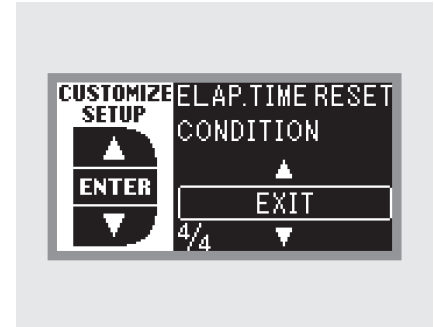 CUSTOMIZE
SETUP
ENTER
ELAP.TIME RESET
CONDITION
EXIT
4/4